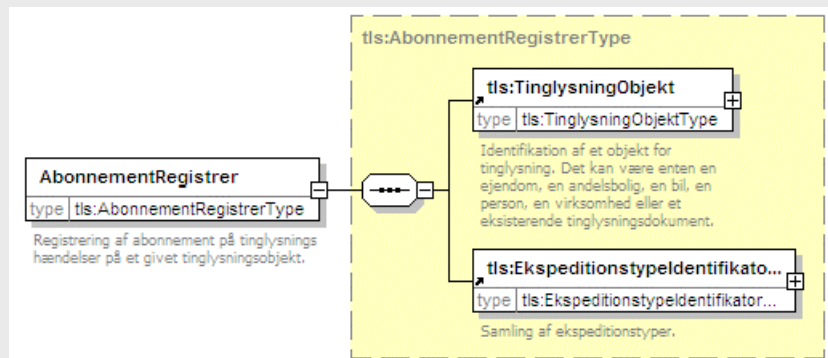 tls:AbonnementRegistrerType
tls:TinglysningObjekt
type tls:TinglysningObjektType
Identifikation af et objekt for
tinglysning. Det kan være enten en
ejendom, en andelsbolig, en bil, en
person, en virksomhed eller et
eksisterende tinglysningsdokument.
AbonnementRegistrer
type tls:AbonnementRegistrerType
Registrering af abonnement på tinglysnings
hændelser på et givet tinglysningsobjekt.
tls:EkspeditionstypeIdentifikato...
type tls:EkspeditionstypeIdentifikator...
Samling af ekspeditionstyper.